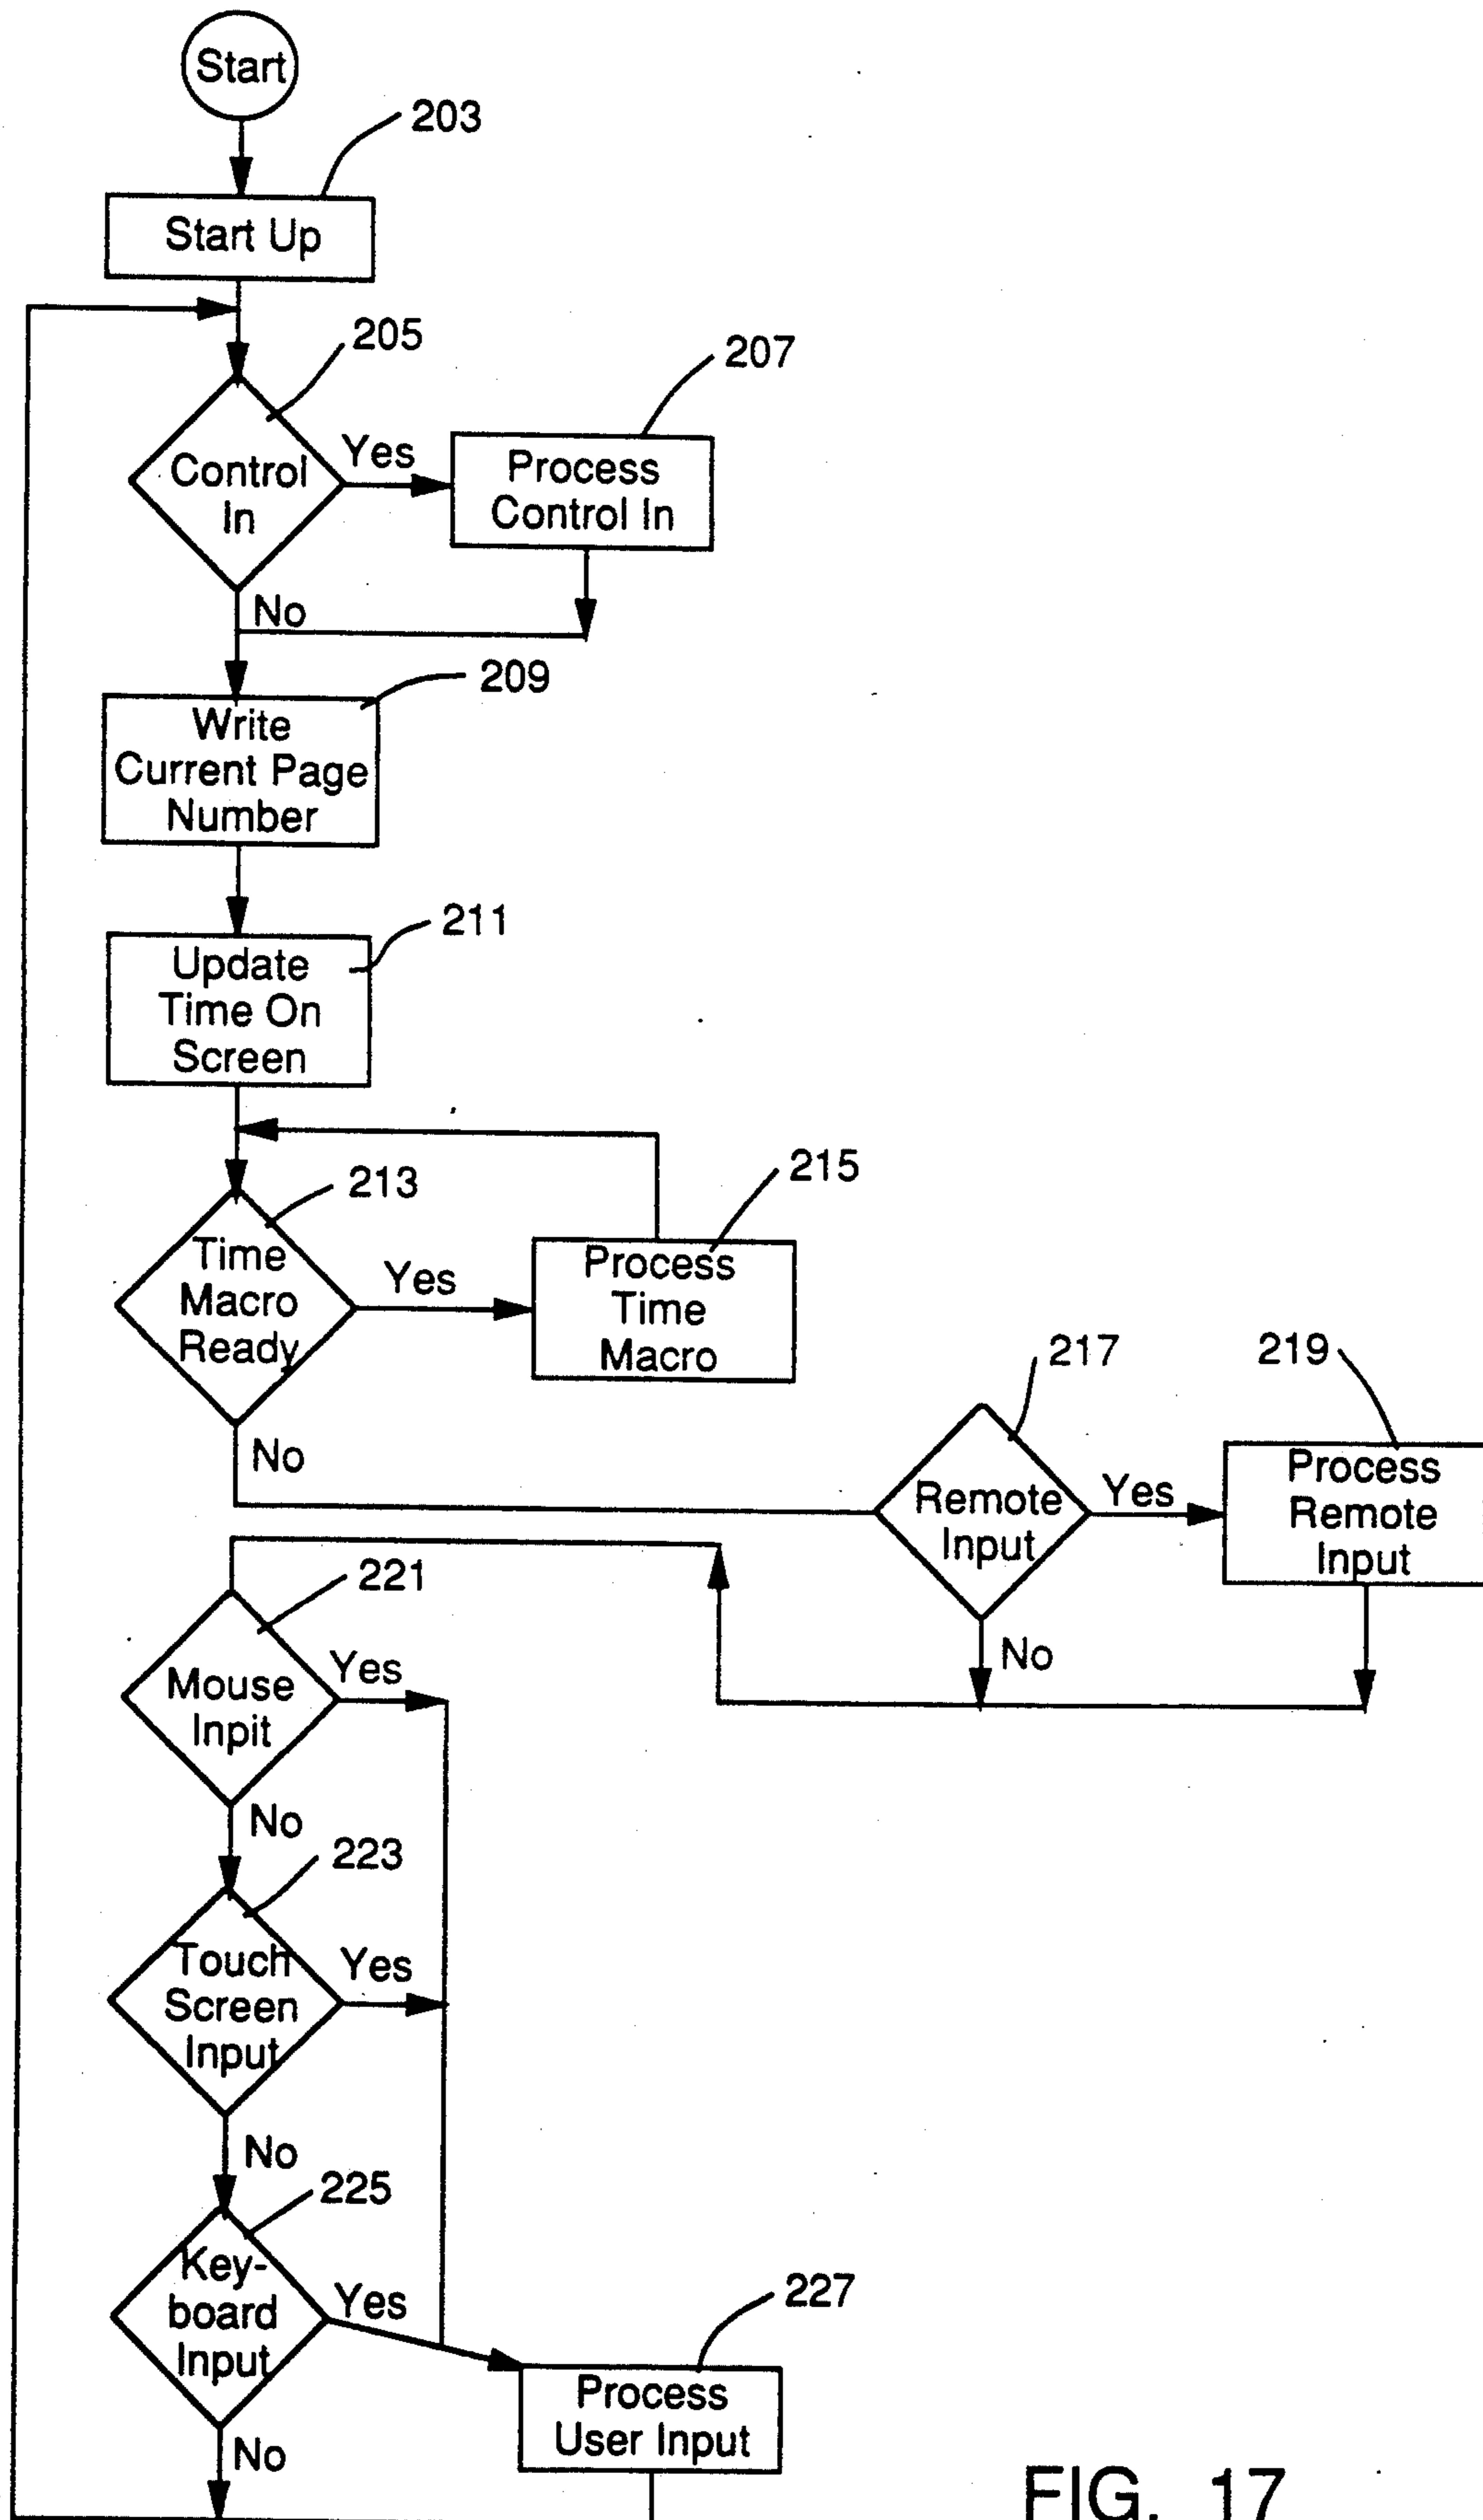 Start
203
Start Up
205
207
Control
In
Yes
Process
Control In
No
209
Write
Current Page
Number
211
Update
Time On
Screen
213
215
Time
Macro
Ready
Yes
Process
Time
Macro
No
217
219
Remote
Input
Yes
Process
Remote
Input
No
221
Mouse
Inpit
Yes
No
223
Touch
Screen
Input
Yes
No
225
Key-
board
Input
Yes
227
Process
User Input
No
FIG. 17